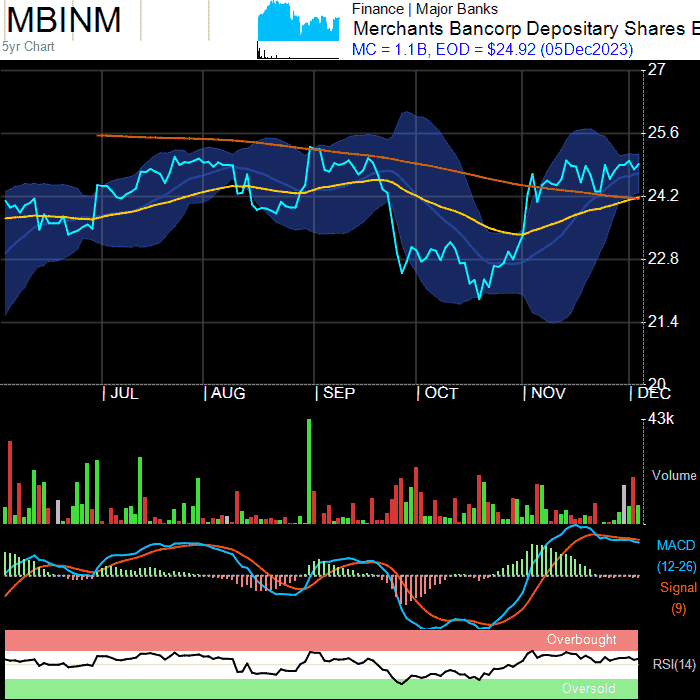 MBINM
5yr Chart
Finance | Major Banks
Merchants Bancorp Depositary Shares E
MC = 1.1B, EOD = $24.92 (05Dec2023)
27
25.6
24.2
22.8
21.4
20
| JUL | AUG | SEP | OCT | NOV | DEC
43k
Volume
MACD
(12-26)
Signal
(9)
Overbought
RSI(14)
Oversold